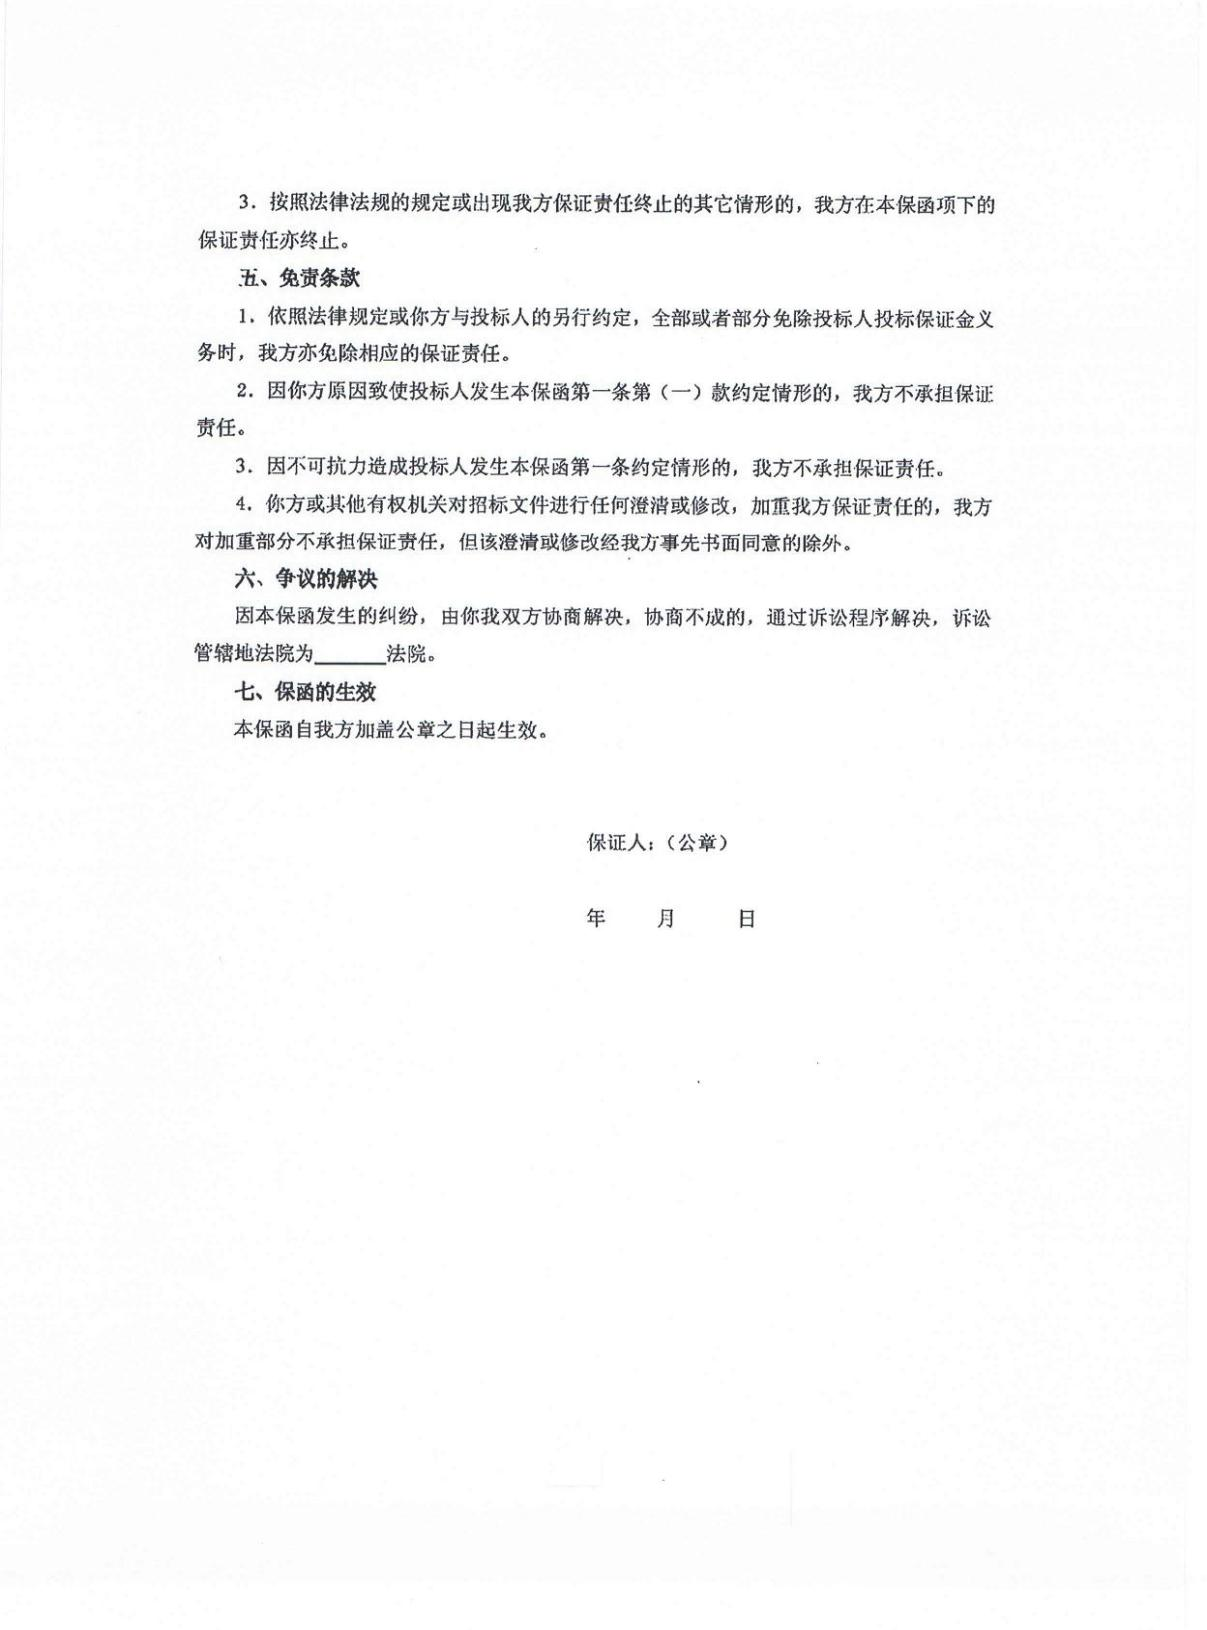 3．按照法律法规的规定或出现我方保证责任终止的其它情形的，我方在本保函项下的
保证责任亦终止。
五、免责条款
1．依照法律规定或你方与投标人的另行约定，全部或者部分免除投标人投标保证金义
务时，我方亦免除相应的保证责任。
2．因你方原因致使投标人发生本保函第一条第（一）款约定情形的，我方不承担保证
责任。
3．因不可抗力造成投标人发生本保函第一条约定情形的，我方不承担保证责任。
4．你方或其他有权机关对招标文件进行任何澄清或修改，加重我方保证责任的，我方
对加重部分不承担保证责任，但该澄清或修改经我方事先书面同意的除外。
六、争议的解决
因本保函发生的纠纷，由你我双方协商解决，协商不成的，通过诉讼程序解决，诉讼
管辖地法院为______法院。
七、保函的生效
本保函自我方加盖公章之日起生效。
保证人：（公章）
年 月 日